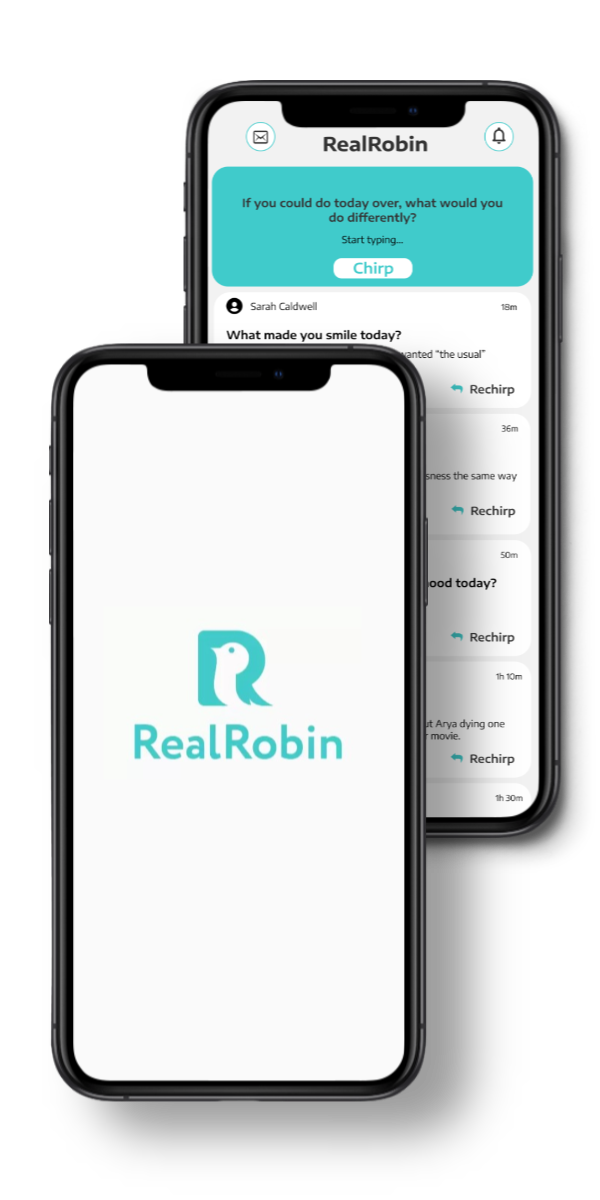 RealRobin
If you could do today over, what would you
do differently?
Start typing...
Chirp
Sarah Caldwell
18m
What made you smile today?
wanted "the usual"
Rechirp
36m
the same way
Rechirp
50m
today?
Rechirp
1h 10m
Arya dying one
movie.
Rechirp
1h 30m
RealRobin